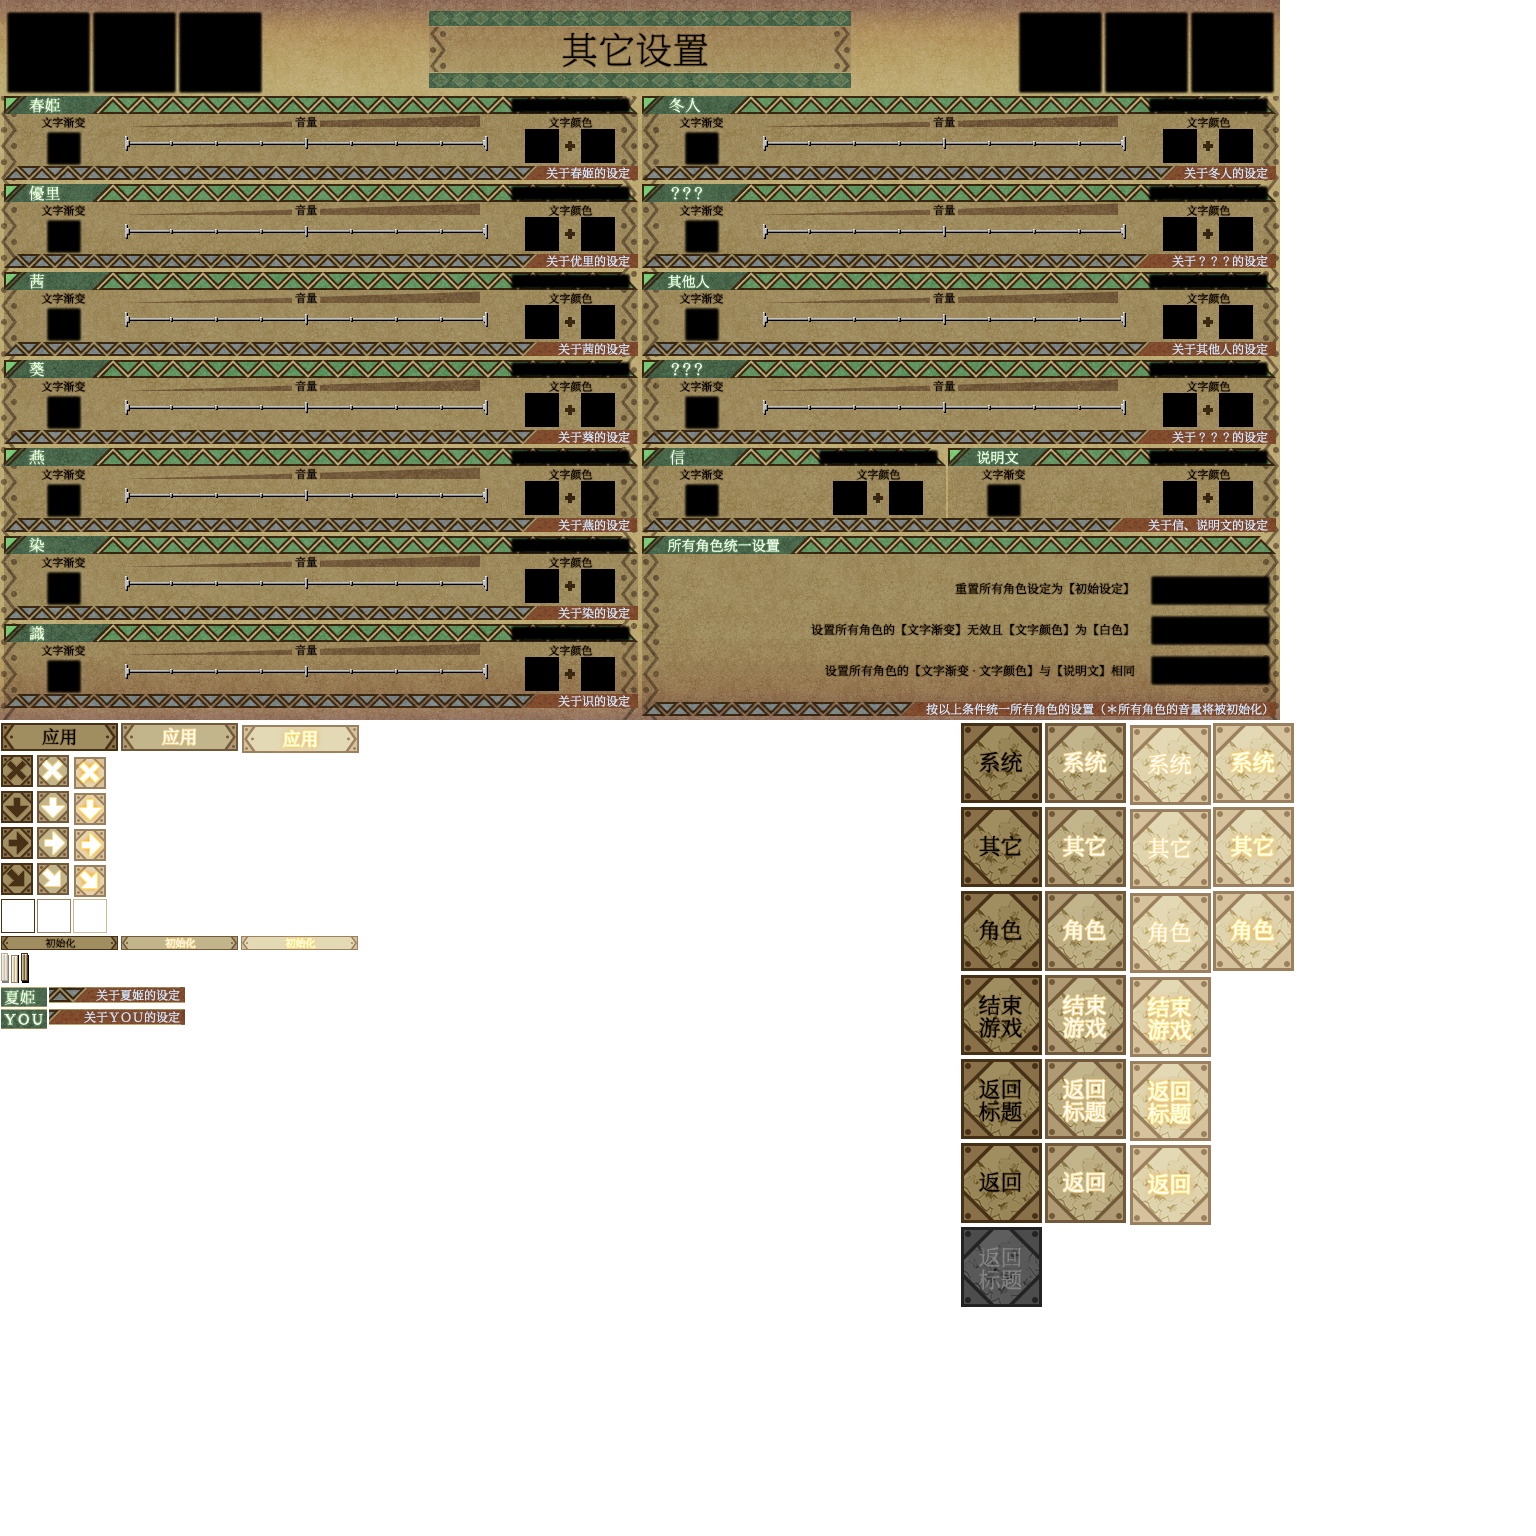 其它设置
春姫
文字渐变
音量
文字颜色
关于春姬的设定
冬人
文字渐变
音量
文字颜色
关于冬人的设定
優里
文字渐变
音量
文字颜色
关于优里的设定
？？？
文字渐变
音量
文字颜色
关于？？？的设定
茜
文字渐变
音量
文字颜色
关于茜的设定
其他人
文字渐变
音量
文字颜色
关于其他人的设定
葵
文字渐变
音量
文字颜色
关于葵的设定
？？？
文字渐变
音量
文字颜色
关于？？？的设定
燕
文字渐变
音量
文字颜色
关于燕的设定
信
文字渐变
文字颜色
说明文
文字渐变
文字颜色
关于信、说明文的设定
染
文字渐变
音量
文字颜色
关于染的设定
識
文字渐变
音量
文字颜色
关于识的设定
所有角色统一设置
重置所有角色设定为【初始设定】
设置所有角色的【文字渐变】无效且【文字颜色】为【白色】
设置所有角色的【文字渐变·文字颜色】与【说明文】相同
按以上条件统一所有角色的设置（＊所有角色的音量将被初始化）
应用 应用 应用
初始化 初始化 初始化
夏姫 关于夏姬的设定
YOU 关于YOU的设定
系统 系统 系统 系统
其它 其它 其它 其它
角色 角色 角色 角色
结束 结束 结束
游戏 游戏 游戏
返回 返回 返回
标题 标题 标题
返回 返回 返回
返回
标题